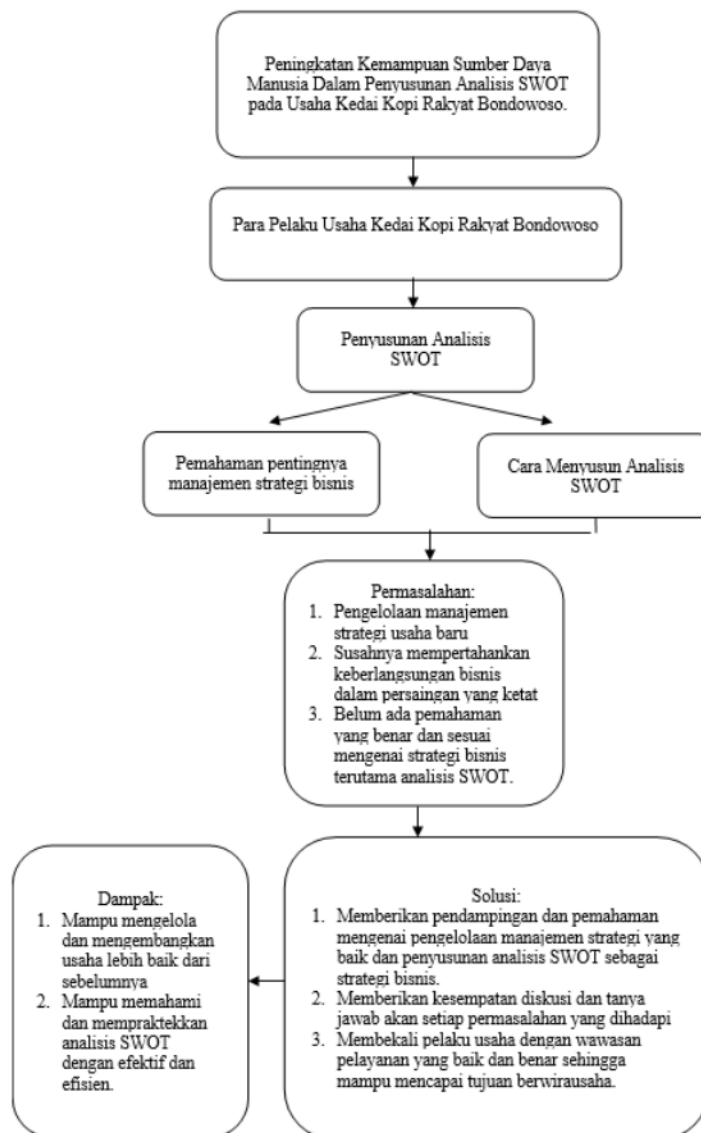 Peningkatan Kemampuan Sumber Daya
Manusia Dalam Penyusunan Analisis SWOT
pada Usaha Kedai Kopi Rakyat Bondowoso.
Para Pelaku Usaha Kedai Kopi Rakyat Bondowoso
Penyusunan Analisis
SWOT
Pemahaman pentingnya
manajemen strategi bisnis
Cara Menyusun Analisis
SWOT
Permasalahan:
1. Pengelolaan manajemen
strategi usaha baru
2. Susahnya mempertahankan
keberlangsungan bisnis
dalam persaingan yang ketat
3. Belum ada pemahaman
yang benar dan sesuai
mengenai strategi bisnis
terutama analisis SWOT.
Dampak:
1. Mampu mengelola
dan mengembangkan
usaha lebih baik dari
sebelumnya
2. Mampu memahami
dan mempraktekkan
analisis SWOT
dengan efektif dan
efisien.
Solusi:
1. Memberikan pendampingan dan pemahaman
mengenai pengelolaan manajemen strategi yang
baik dan penyusunan analisis SWOT sebagai
strategi bisnis.
2. Memberikan kesempatan diskusi dan tanya
jawab akan setiap permasalahan yang dihadapi
3. Membekali pelaku usaha dengan wawasan
pelayanan yang baik dan benar sehingga
mampu mencapai tujuan berwirausaha.